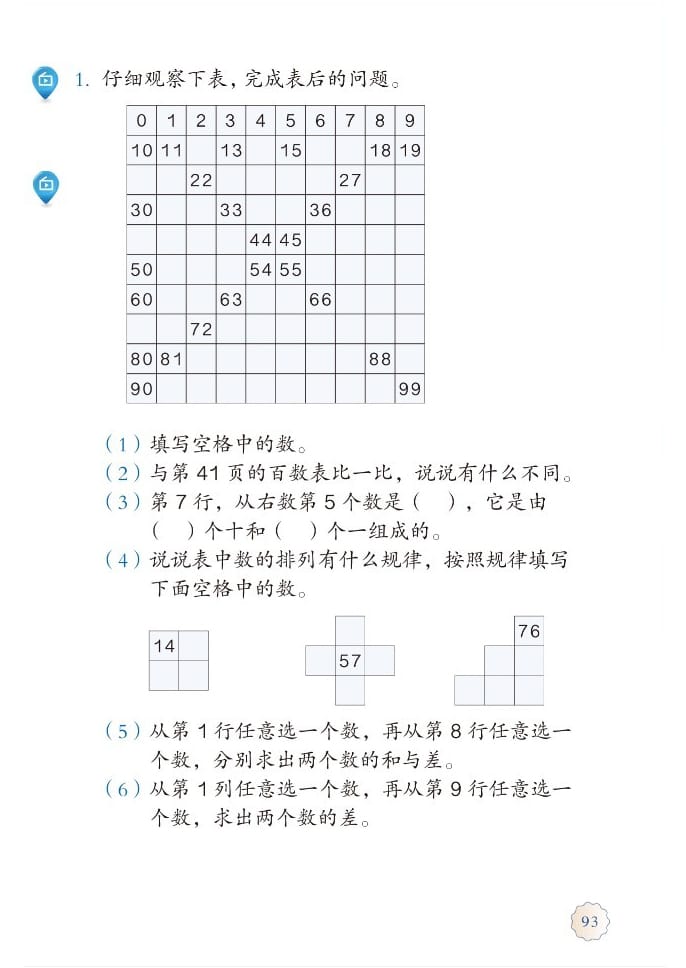 1. 仔细观察下表，完成表后的问题。
0 1 2 3 4 5 6 7 8 9
10 11 13 15 18 19
22 27
30 33 36
44 45
50 54 55
60 63 66
72
80 81 88
90 99
（1）填写空格中的数。
（2）与第 41 页的百数表比一比，说说有什么不同。
（3）第 7 行，从右数第 5 个数是（ ），它是由
（ ）个十和（ ）个一组成的。
（4）说说表中数的排列有什么规律，按照规律填写
下面空格中的数。
14 57 76
（5）从第 1 行任意选一个数，再从第 8 行任意选一
个数，分别求出两个数的和与差。
（6）从第 1 列任意选一个数，再从第 9 行任意选一
个数，求出两个数的差。
93